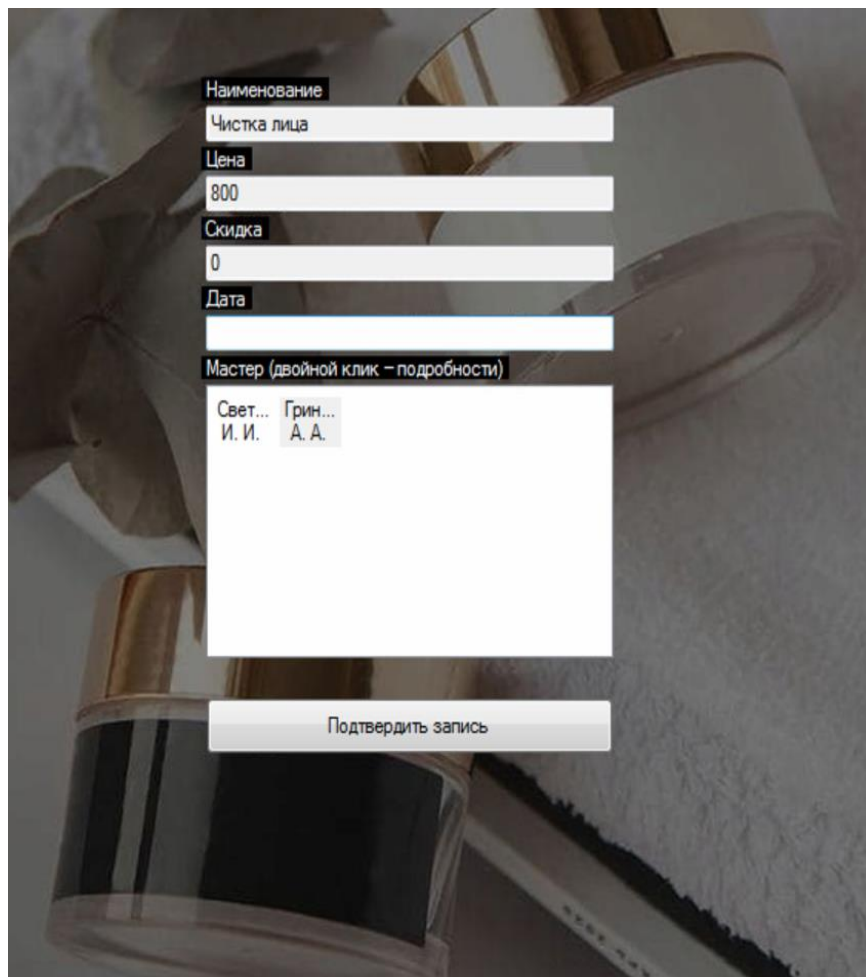 Наименование
Чистка лица
Цена
800
Скидка
0
Дата
Мастер (двойной клик – подробности)
Свет... Грин...
И. И. А. А.
Подтвердить запись